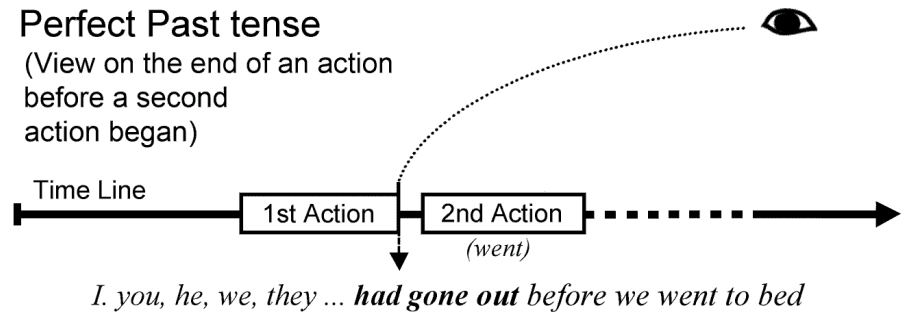 Perfect Past tense
(View on the end of an action
before a second
action began)
Time Line
1st Action
2nd Action
(went)
I. you, he, we, they ... had gone out before we went to bed